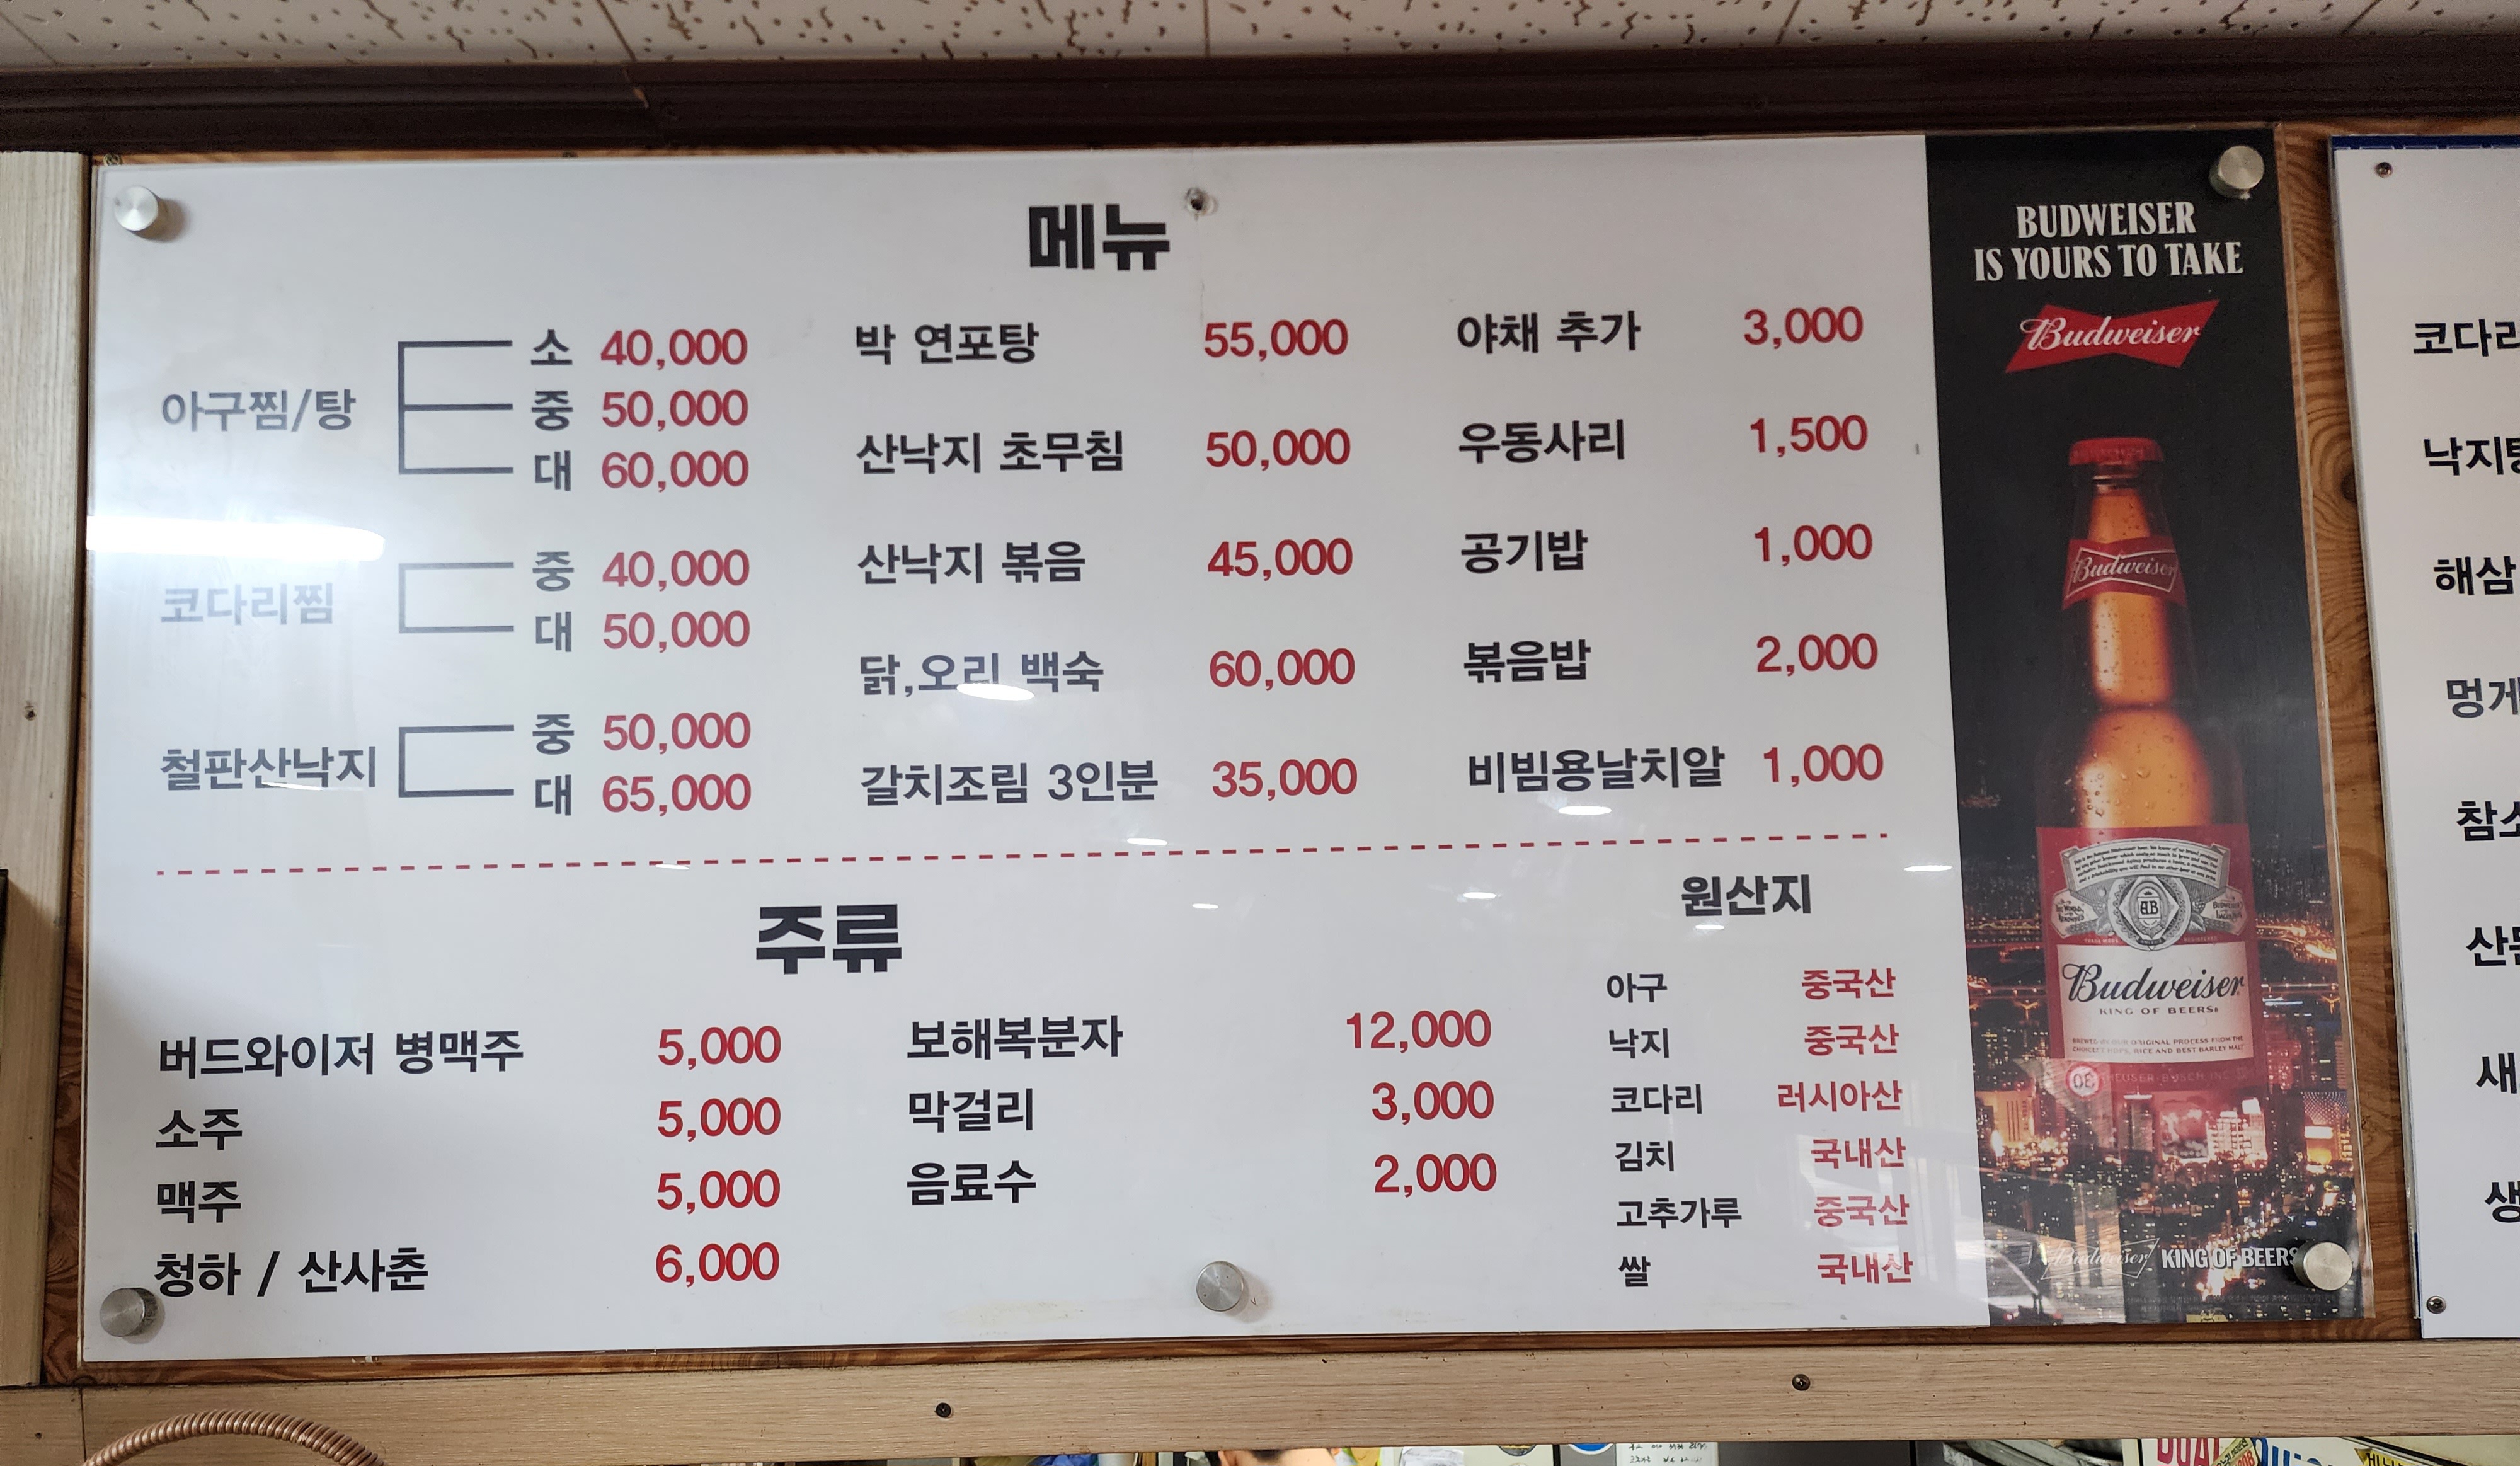 메뉴
아구찜/탕
소 40,000
중 50,000
대 60,000
코다리찜
중 40,000
대 50,000
철판산낙지
중 50,000
대 65,000
박 연포탕 55,000
산낙지 초무침 50,000
산낙지 볶음 45,000
닭,오리 백숙 60,000
갈치조림 3인분 35,000
야채 추가 3,000
우동사리 1,500
공기밥 1,000
볶음밥 2,000
비빔용날치알 1,000
주류
버드와이저 병맥주 5,000
소주 5,000
맥주 5,000
청하 / 산사춘 6,000
보해복분자 12,000
막걸리 3,000
음료수 2,000
원산지
아구 중국산
낙지 중국산
코다리 러시아산
김치 국내산
고추가루 중국산
쌀 국내산
BUDWEISER
IS YOURS TO TAKE
Budweiser
Budweiser
Budweiser
KING OF BEERS
Budweiser KING OF BEERS
코다리
해삼